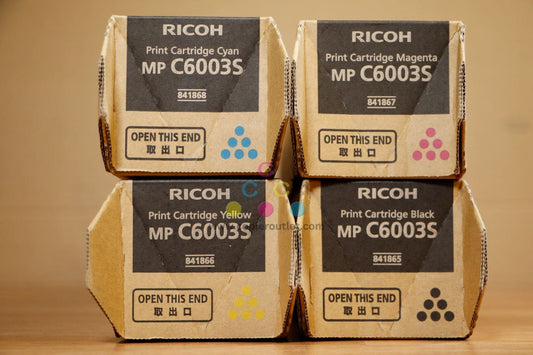 RICOH
Print Cartridge Cyan
MP C6003S
841868
OPEN THIS END
取出口
RICOH
Print Cartridge Magenta
MP C6003S
841867
OPEN THIS END
取出口
RICOH
Print Cartridge Yellow
MP C6003S
841866
OPEN THIS END
取出口
RICOH
Print Cartridge Black
MP C6003S
841865
OPEN THIS END
取出口